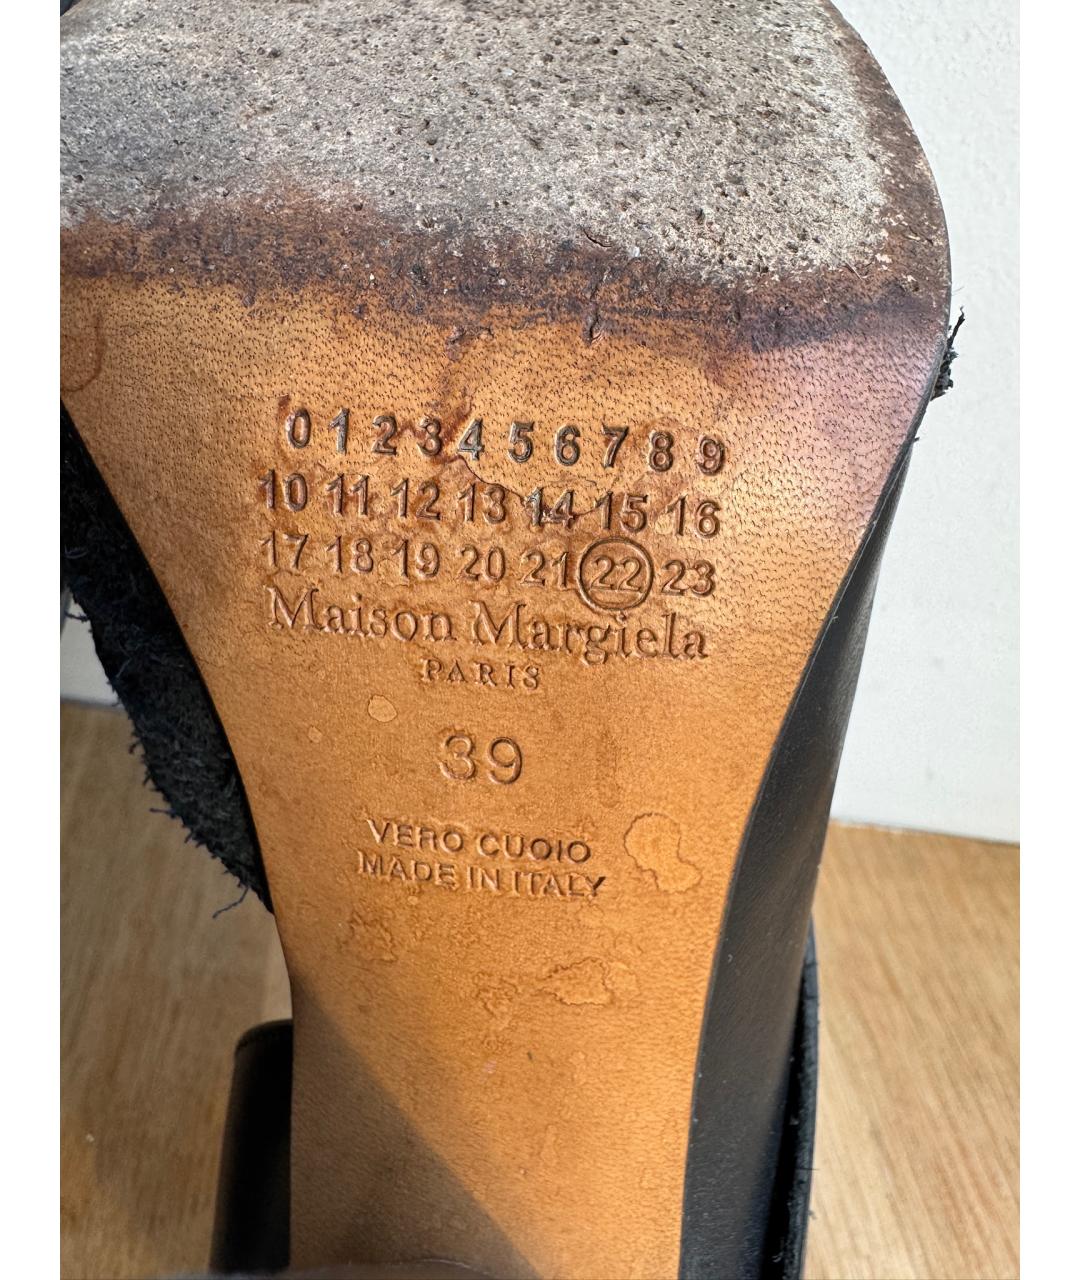 0 1 2 3 4 5 6 7 8 9
10 11 12 13 14 15 16
17 18 19 20 21 22 23
Maison Margiela
PARIS
39
VERO CUOIO
MADE IN ITALY